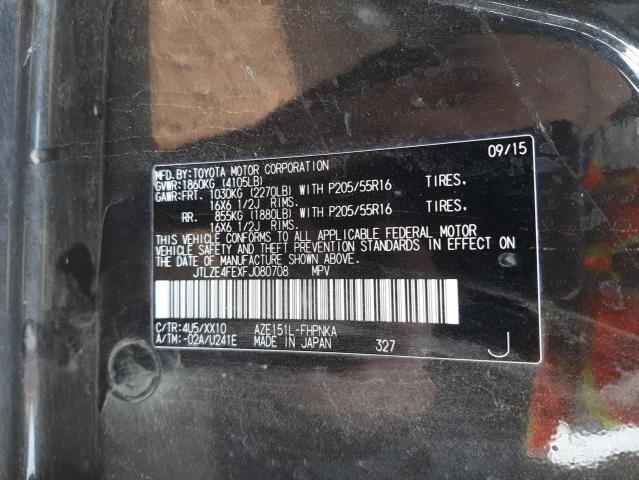 MFD.BY:TOYOTA MOTOR CORPORATION 09/15
GVWR:1860KG (4105LB)
GAWR:FRT. 1030KG (2270LB) WITH P205/55R16 TIRES.
16X6 1/2J RIMS.
RR. 855KG (1880LB) WITH P205/55R16 TIRES.
16X6 1/2J RIMS.
THIS VEHICLE CONFORMS TO ALL APPLICABLE FEDERAL MOTOR
VEHICLE SAFETY AND THEFT PREVENTION STANDARDS IN EFFECT ON
THE DATE OF MANUFACTURE SHOWN ABOVE.
JTLZE4FEXFJ080708 MPV
C/TR:4U5/XX10 AZE151L-FHPNKA
A/TM:-02A/U241E MADE IN JAPAN 327 J